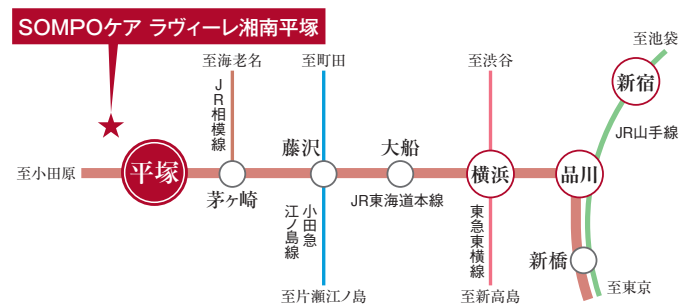 SOMPOケア ラヴィーレ湘南平塚
至海老名
至町田
至渋谷
至池袋
新宿
JR相模線
JR山手線
藤沢
大船
至小田原
平塚
横浜
品川
茅ヶ崎
JR東海道本線
小田急
江ノ島線
東急東横線
新橋
至片瀬江ノ島
至新高島
至東京